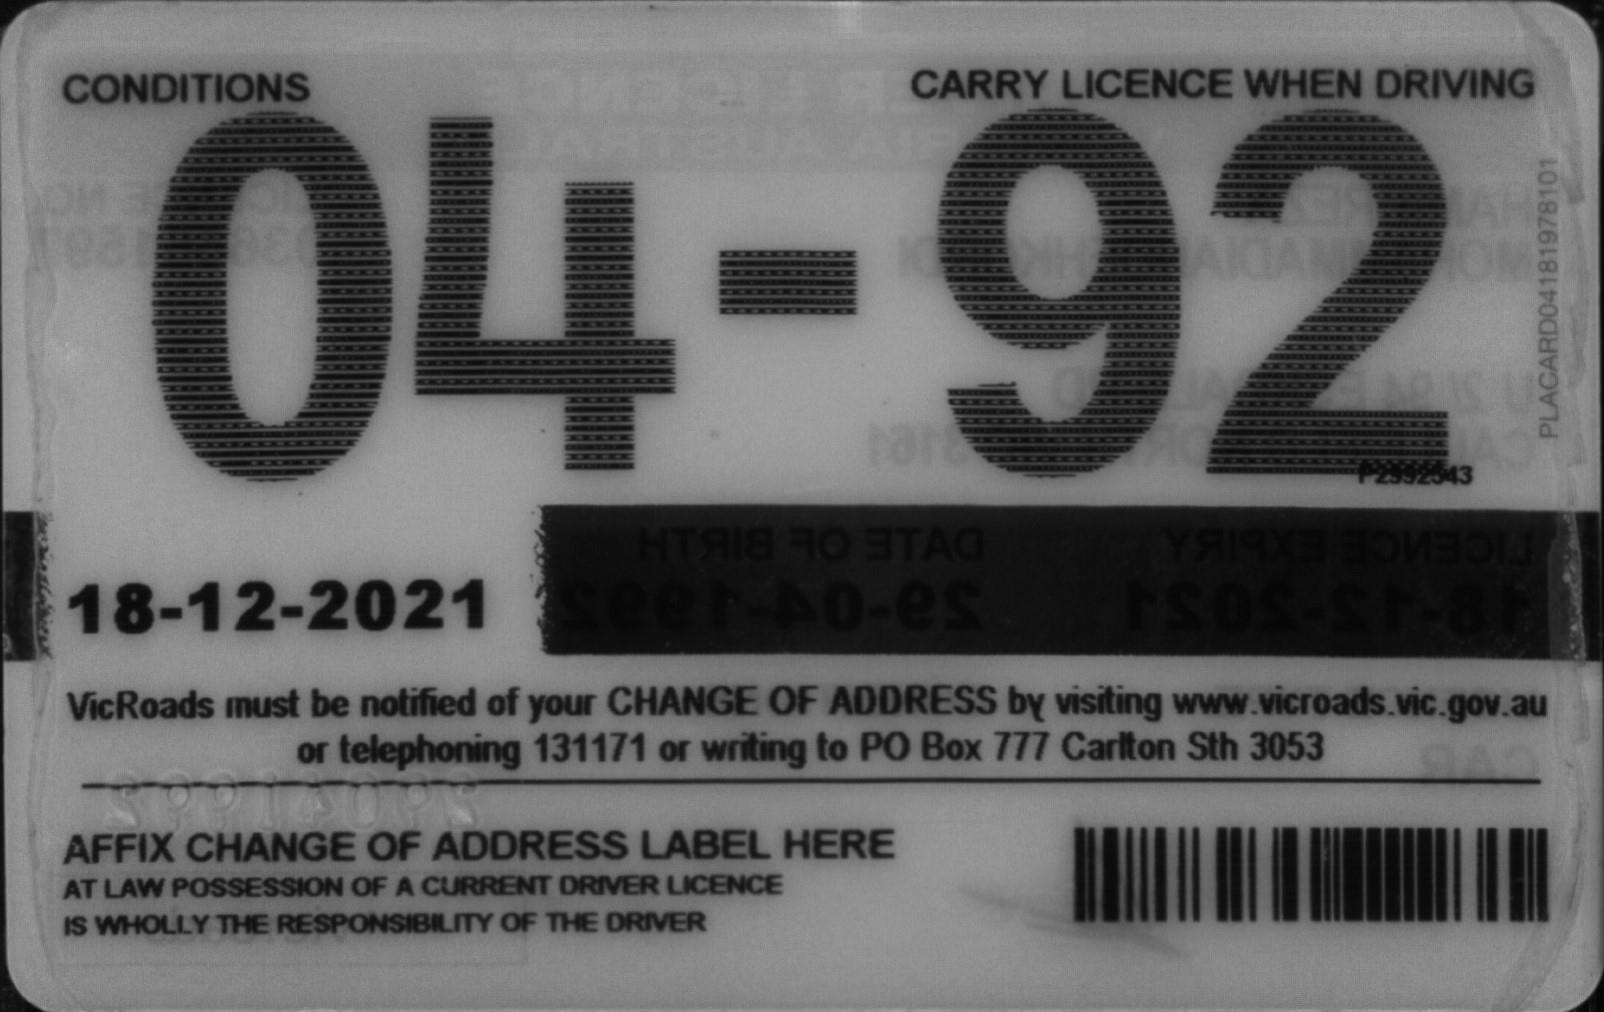 CONDITIONS
CARRY LICENCE WHEN DRIVING
04-92
PLACARD04181978101
P2992543
DATE OF BIRTH
LICENCE EXPIRY
29-04-1992
18-12-2021
18-12-2021
VicRoads must be notified of your CHANGE OF ADDRESS by visiting www.vicroads.vic.gov.au
or telephoning 131171 or writing to PO Box 777 Carlton Sth 3053
CAR
29041992
AFFIX CHANGE OF ADDRESS LABEL HERE
AT LAW POSSESSION OF A CURRENT DRIVER LICENCE
IS WHOLLY THE RESPONSIBILITY OF THE DRIVER